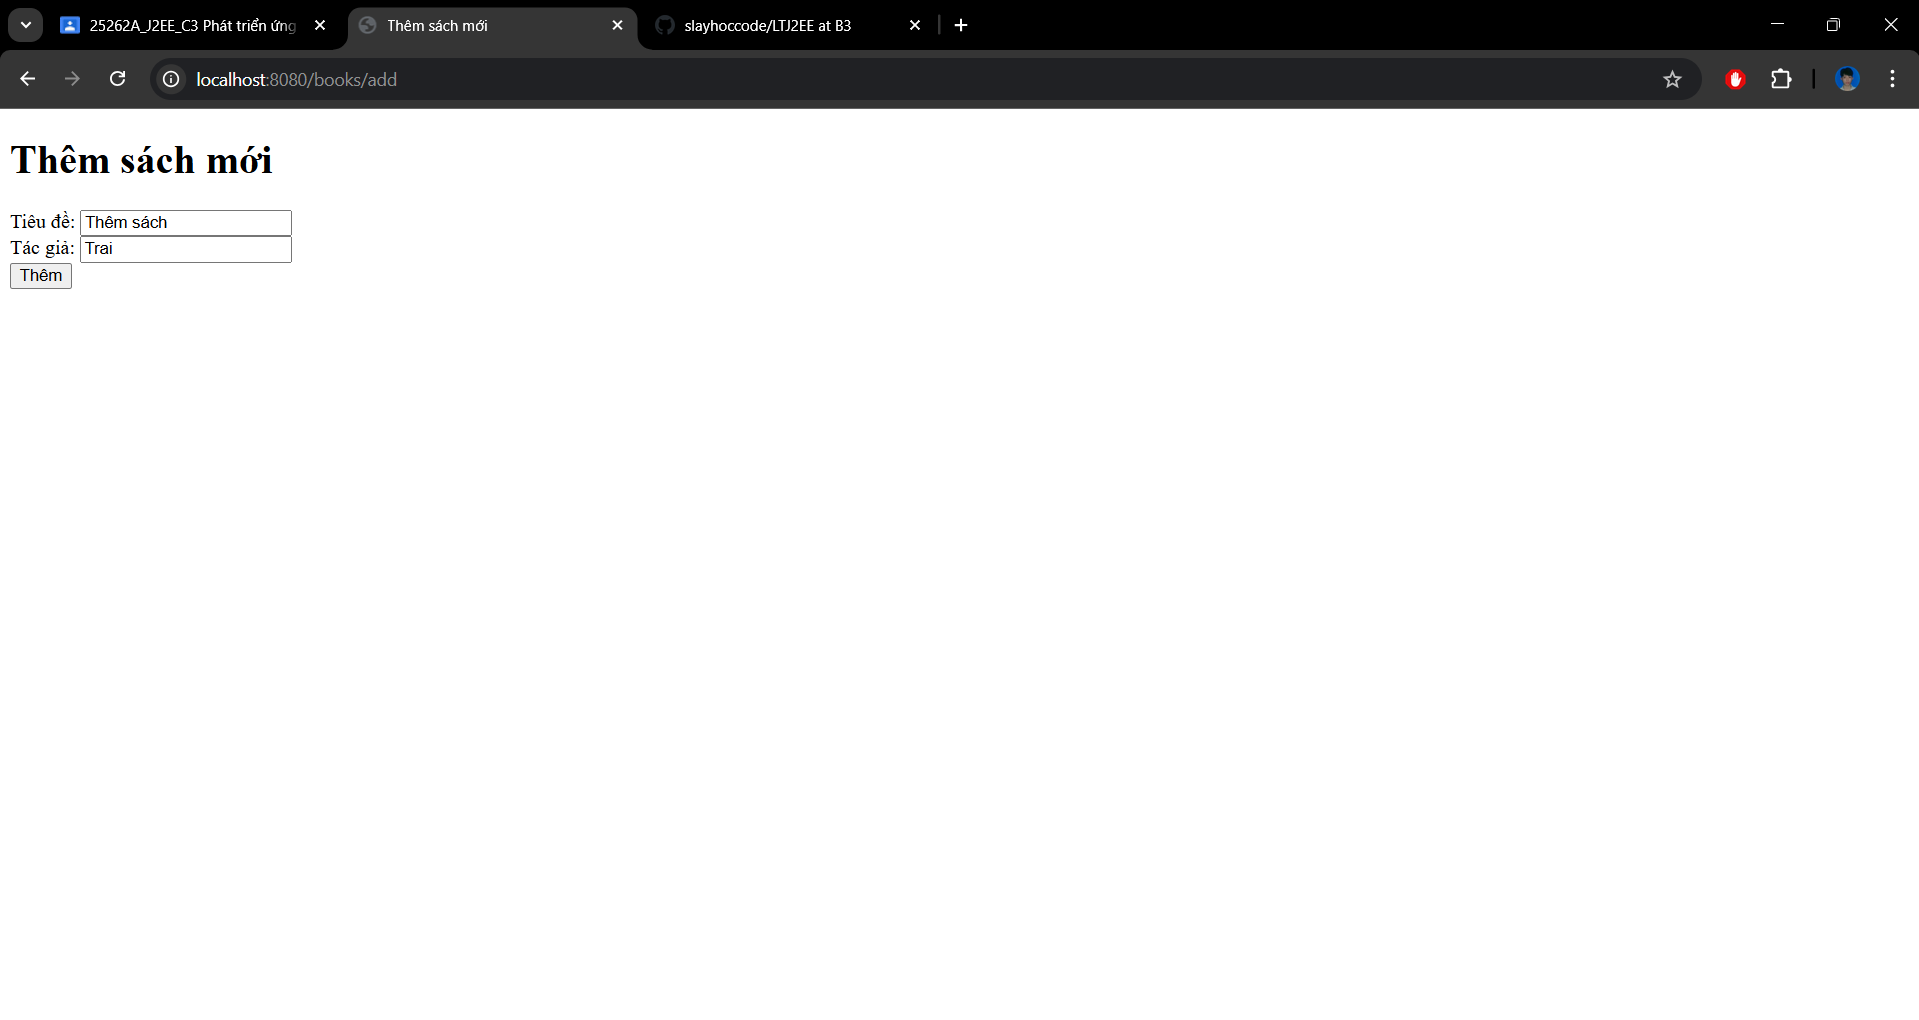 25262A_J2EE_C3 Phát triển ứng
Thêm sách mới
slayhoccode/LTJ2EE at B3
localhost:8080/books/add
Thêm sách mới
Tiêu đề: Thêm sách
Tác giả: Trai
Thêm